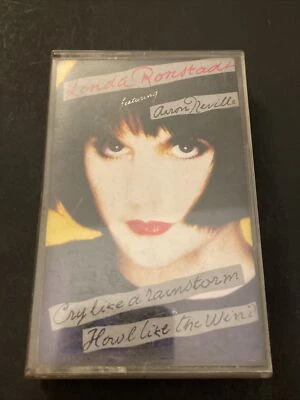 Linda Ronstadt
featuring
Aaron Neville
Cry like a rainstorm
Howl like the Wind